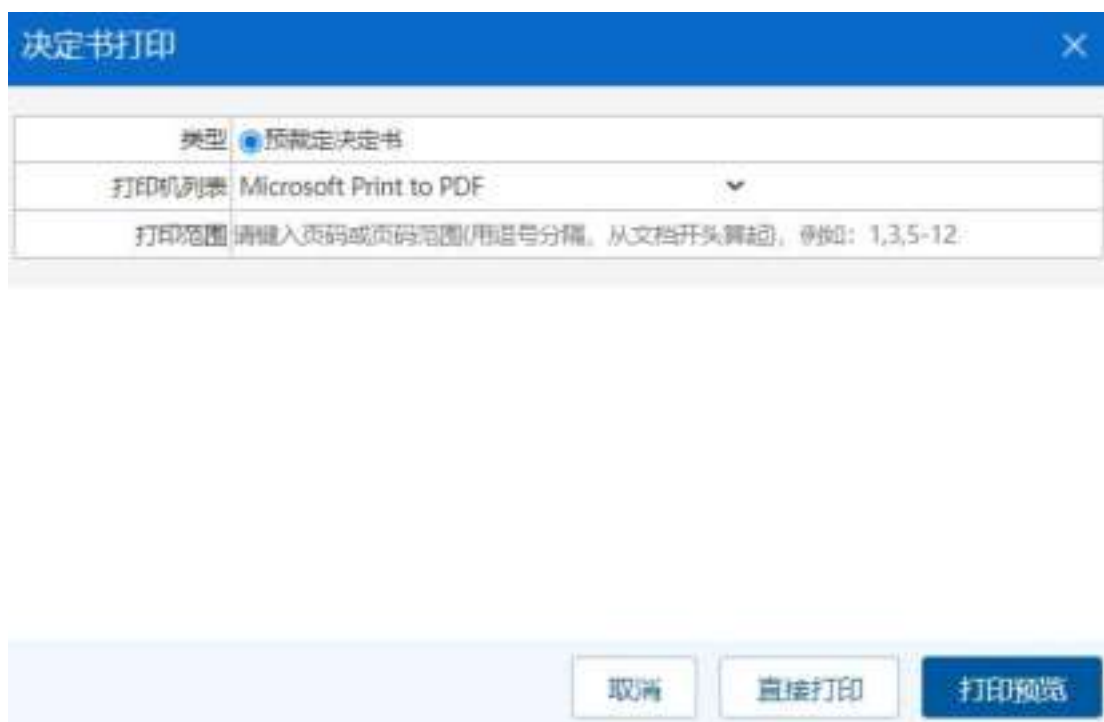 决定书打印
类型 预裁定决定书
打印机列表 Microsoft Print to PDF
打印范围 请键入页码或页码范围(用逗号分隔，从文档开头算起)，例如：1,3,5-12
取消 直接打印 打印预览